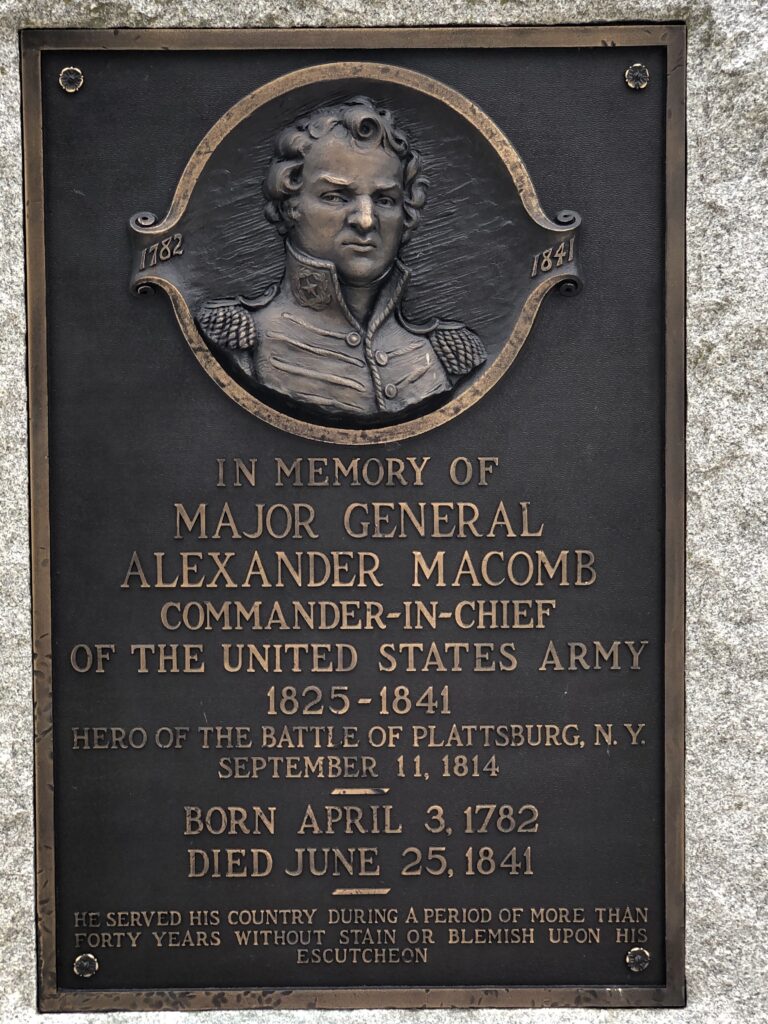 1782
1841
IN MEMORY OF
MAJOR GENERAL
ALEXANDER MACOMB
COMMANDER-IN-CHIEF
OF THE UNITED STATES ARMY
1825-1841
HERO OF THE BATTLE OF PLATTSBURG, N.Y.
SEPTEMBER 11, 1814
BORN APRIL 3, 1782
DIED JUNE 25, 1841
HE SERVED HIS COUNTRY DURING A PERIOD OF MORE THAN
FORTY YEARS WITHOUT STAIN OR BLEMISH UPON HIS
ESCUTCHEON